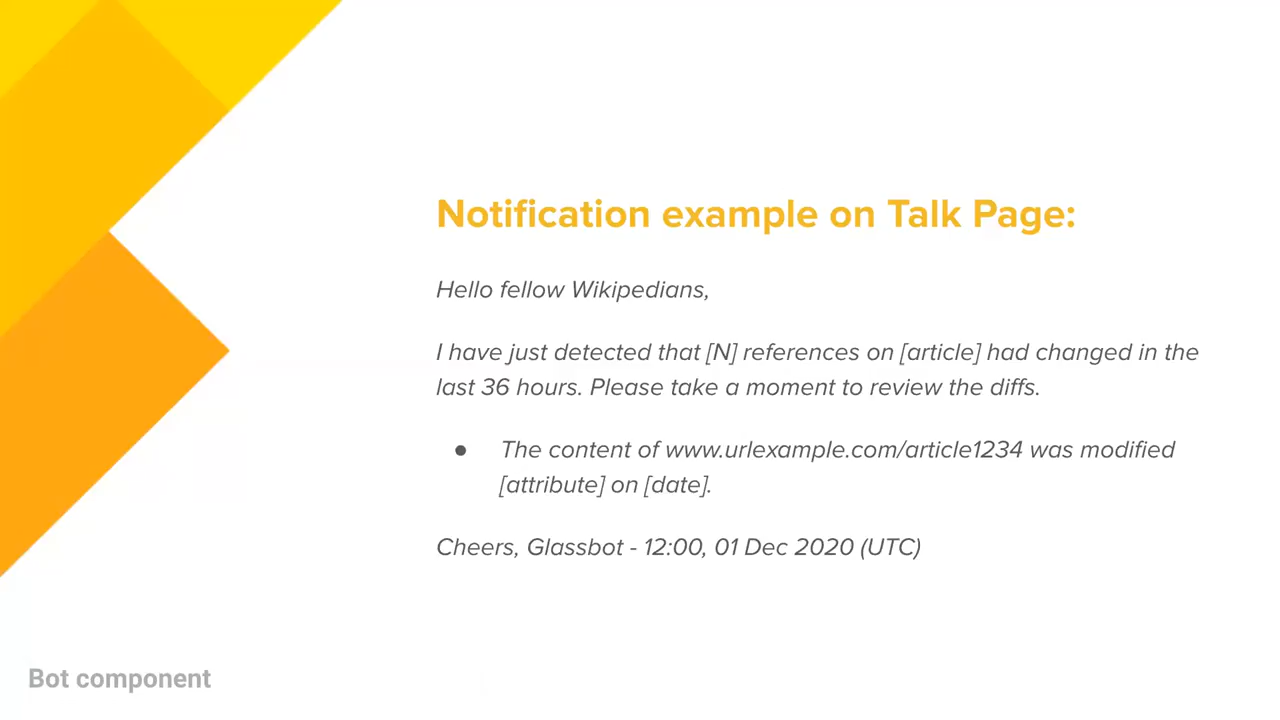 Notification example on Talk Page:
Hello fellow Wikipedians,
I have just detected that [N] references on [article] had changed in the
last 36 hours. Please take a moment to review the diffs.
● The content of www.urlexample.com/article1234 was modified
[attribute] on [date].
Cheers, Glassbot - 12:00, 01 Dec 2020 (UTC)
Bot component